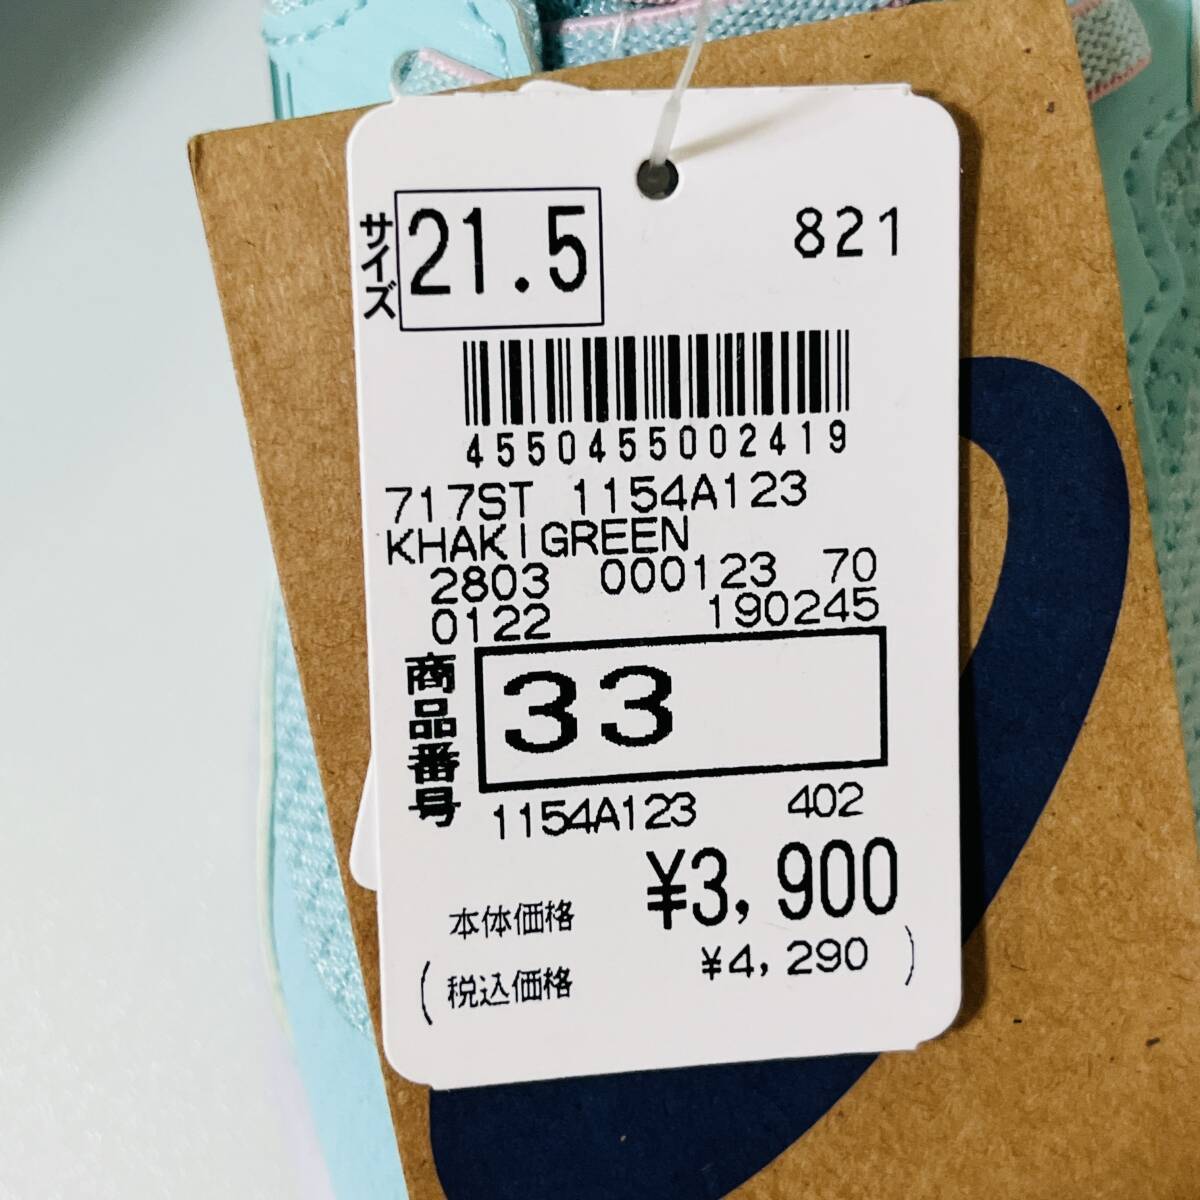 サイズ 21.5 821
4550455002419
717ST 1154A123
KHAKIGREEN
2803 000123 70
0122 190245
商品番号 33
1154A123 402
本体価格 ¥3,900
(税込価格 ¥4,290)